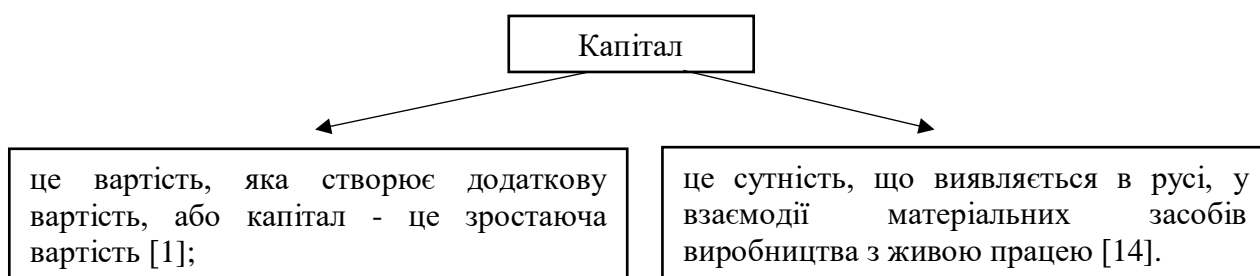 Капітал
це вартість, яка створює додаткову
вартість, або капітал - це зростаюча
вартість [1];
це сутність, що виявляється в русі, у
взаємодії матеріальних засобів
виробництва з живою працею [14].